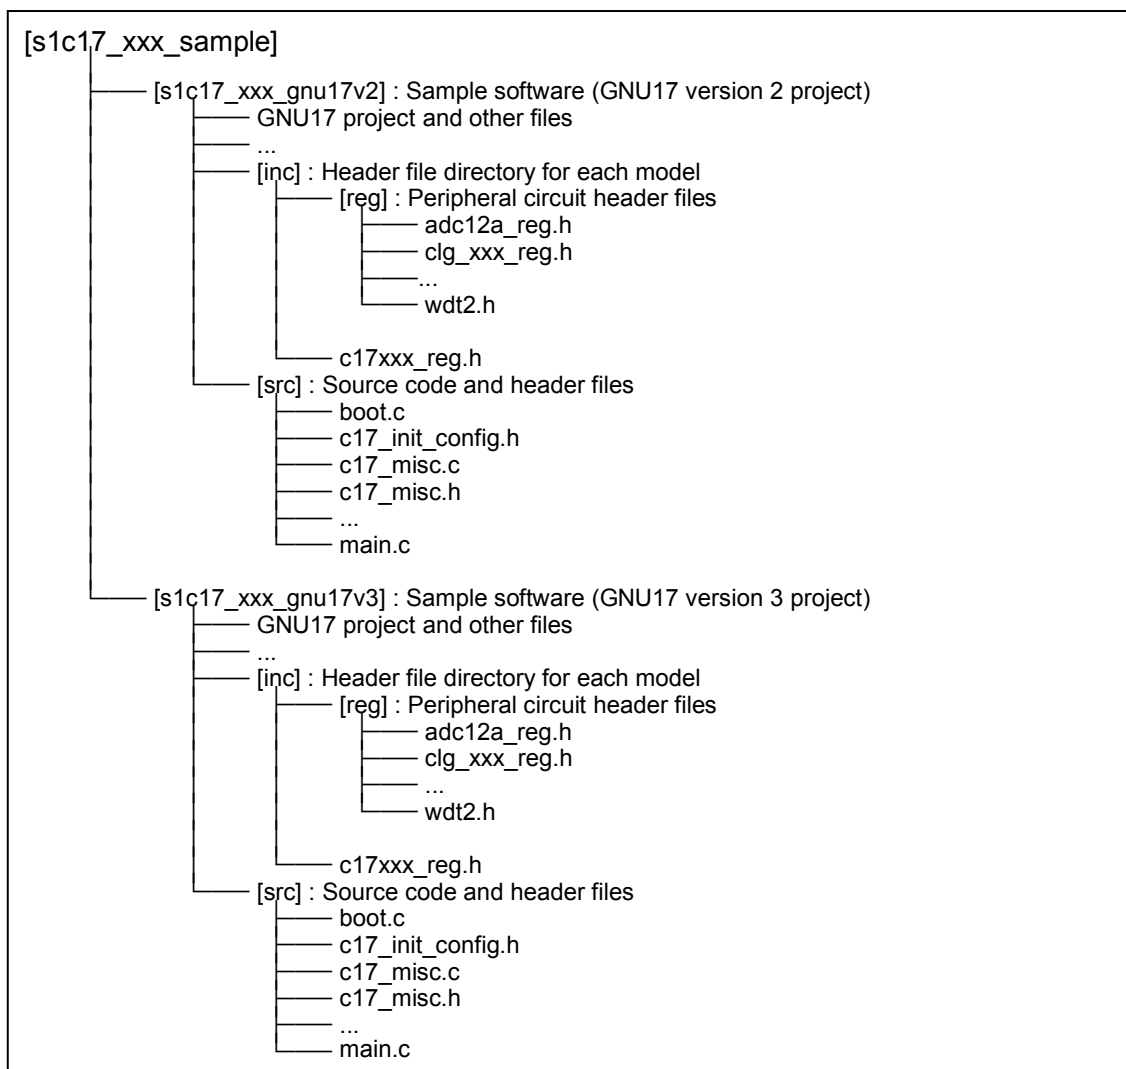 [s1c17_xxx_sample]
[s1c17_xxx_gnu17v2] : Sample software (GNU17 version 2 project)
GNU17 project and other files
...
[inc] : Header file directory for each model
[reg] : Peripheral circuit header files
adc12a_reg.h
clg_xxx_reg.h
...
wdt2.h
c17xxx_reg.h
[src] : Source code and header files
boot.c
c17_init_config.h
c17_misc.c
c17_misc.h
...
main.c
[s1c17_xxx_gnu17v3] : Sample software (GNU17 version 3 project)
GNU17 project and other files
...
[inc] : Header file directory for each model
[reg] : Peripheral circuit header files
adc12a_reg.h
clg_xxx_reg.h
...
wdt2.h
c17xxx_reg.h
[src] : Source code and header files
boot.c
c17_init_config.h
c17_misc.c
c17_misc.h
...
main.c